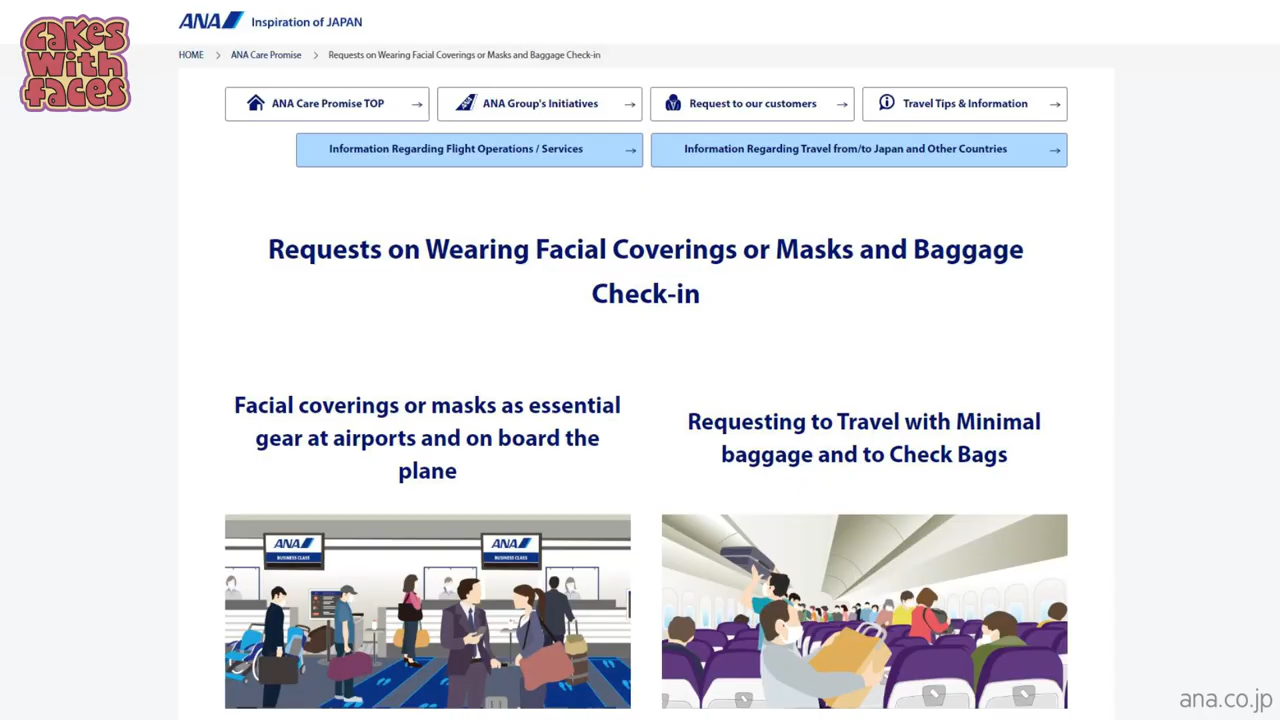 cakes
with
faces
ANA Inspiration of JAPAN
HOME > ANA Care Promise > Requests on Wearing Facial Coverings or Masks and Baggage Check-in
ANA Care Promise TOP →
ANA Group's Initiatives →
Request to our customers →
Travel Tips & Information →
Information Regarding Flight Operations / Services →
Information Regarding Travel from/to Japan and Other Countries →
Requests on Wearing Facial Coverings or Masks and Baggage
Check-in
Facial coverings or masks as essential
gear at airports and on board the
plane
Requesting to Travel with Minimal
baggage and to Check Bags
ANA
BUSINESS CLASS
ANA
BUSINESS CLASS
ana.co.jp